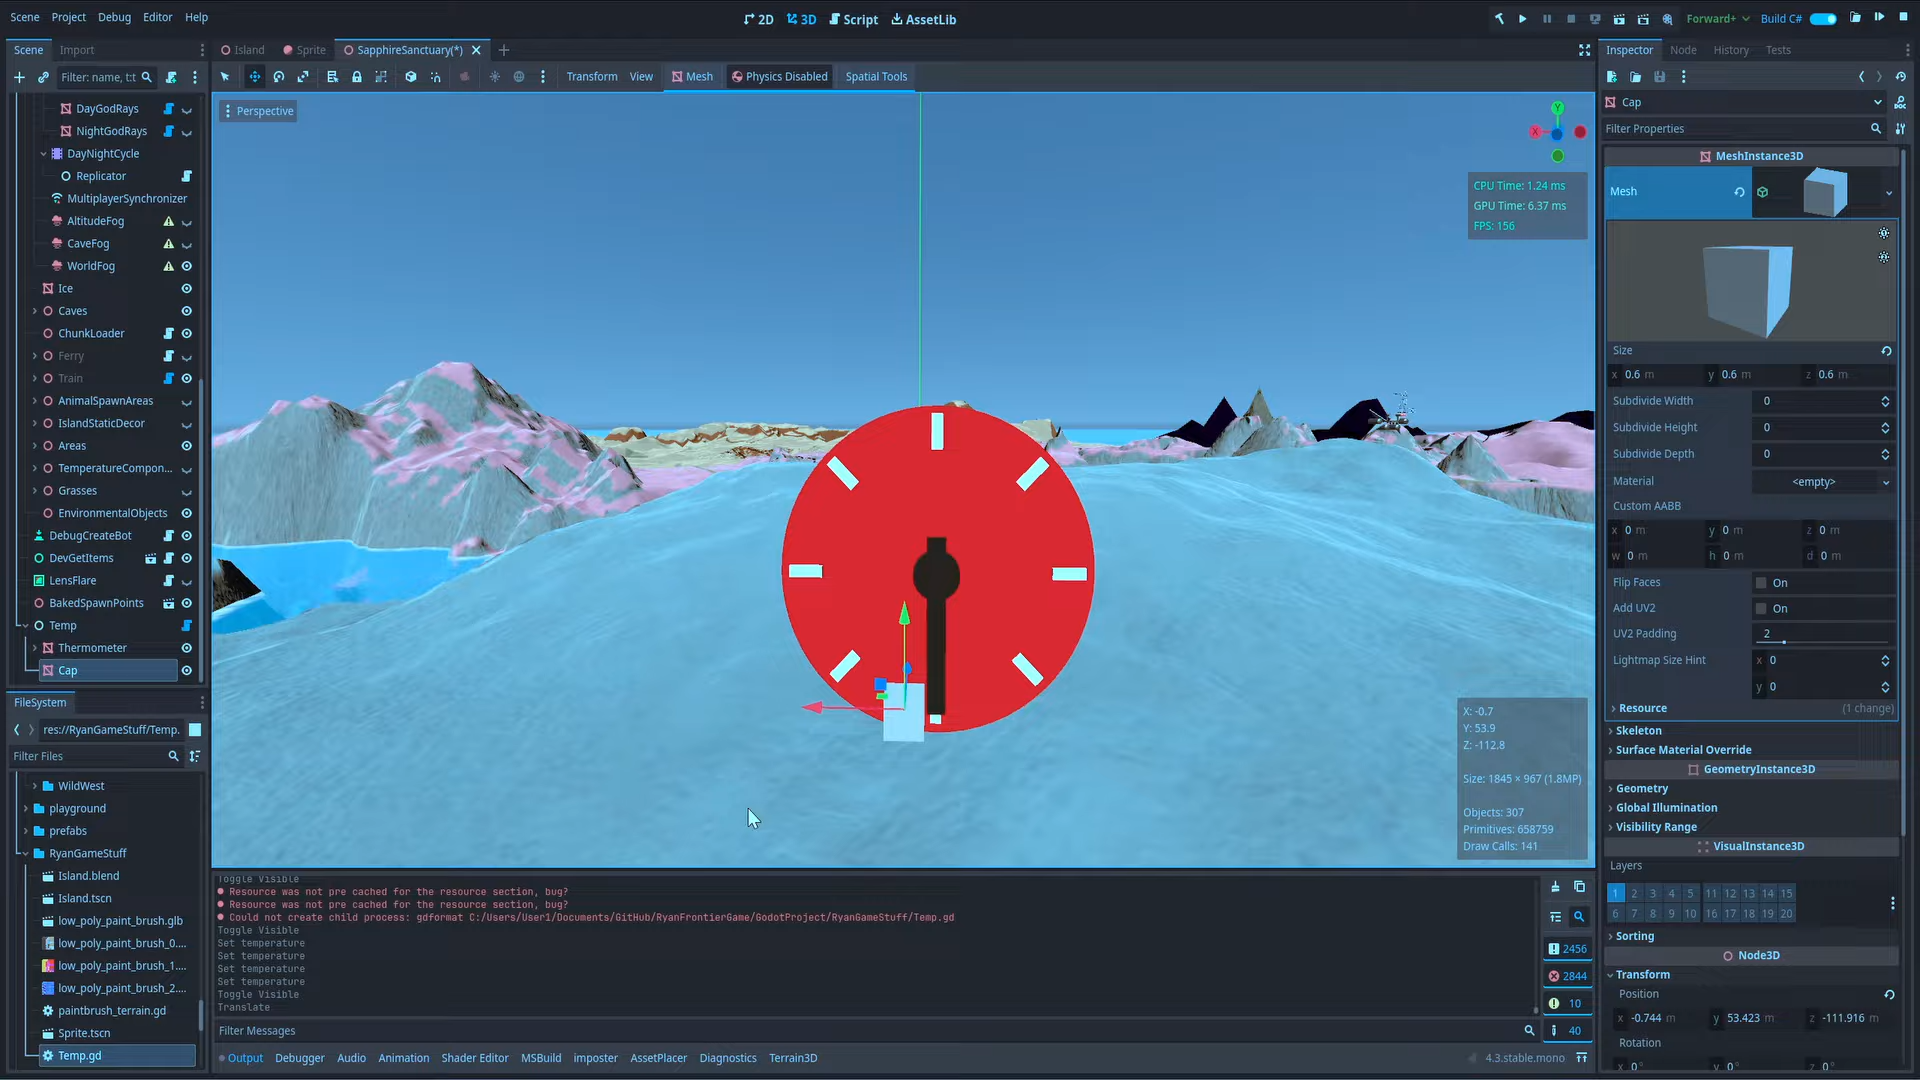 Scene Project Debug Editor Help
2D 3D Script AssetLib
Forward+ Build C#
Scene Import
Filter: name, t:t
DayGodRays
NightGodRays
DayNightCycle
Replicator
MultiplayerSynchronizer
AltitudeFog
CaveFog
WorldFog
Ice
Caves
ChunkLoader
Ferry
Train
AnimalSpawnAreas
IslandStaticDecor
Areas
TemperatureCompon...
Grasses
EnvironmentalObjects
DebugCreateBot
DevGetItems
LensFlare
BakedSpawnPoints
Temp
Thermometer
Cap
FileSystem
res://RyanGameStuff/Temp.
Filter Files
WildWest
playground
prefabs
RyanGameStuff
Island.blend
Island.tscn
low_poly_paint_brush.glb
low_poly_paint_brush_0....
low_poly_paint_brush_1....
low_poly_paint_brush_2....
paintbrush_terrain.gd
Sprite.tscn
Temp.gd
Island Sprite SapphireSanctuary(*)
Transform View Mesh Physics Disabled Spatial Tools
Perspective
Y
X
CPU Time: 1.24 ms
GPU Time: 6.37 ms
FPS: 156
X: -0.7
Y: 53.9
Z: -112.8
Size: 1845 × 967 (1.8MP)
Objects: 307
Primitives: 658759
Draw Calls: 141
Toggle Visible
Resource was not pre cached for the resource section, bug?
Resource was not pre cached for the resource section, bug?
Could not create child process: gdformat C:/Users/User1/Documents/GitHub/RyanFrontierGame/GodotProject/RyanGameStuff/Temp.gd
Toggle Visible
Set temperature
Set temperature
Set temperature
Set temperature
Toggle Visible
Translate
2456
2844
10
40
Filter Messages
Output Debugger Audio Animation Shader Editor MSBuild imposter AssetPlacer Diagnostics Terrain3D
4.3.stable.mono
Inspector Node History Tests
Cap
Filter Properties
MeshInstance3D
Mesh
Size
x 0.6 m y 0.6 m z 0.6 m
Subdivide Width 0
Subdivide Height 0
Subdivide Depth 0
Material <empty>
Custom AABB
x 0 m y 0 m z 0 m
w 0 m h 0 m d 0 m
Flip Faces On
Add UV2 On
UV2 Padding 2
Lightmap Size Hint x 0
y 0
Resource (1 change)
Skeleton
Surface Material Override
GeometryInstance3D
Geometry
Global Illumination
Visibility Range
VisualInstance3D
Layers
1 2 3 4 5 11 12 13 14 15
6 7 8 9 10 16 17 18 19 20
Sorting
Node3D
Transform
Position
x -0.744 m y 53.423 m z -111.916 m
Rotation
x 0° y 0° z 0°